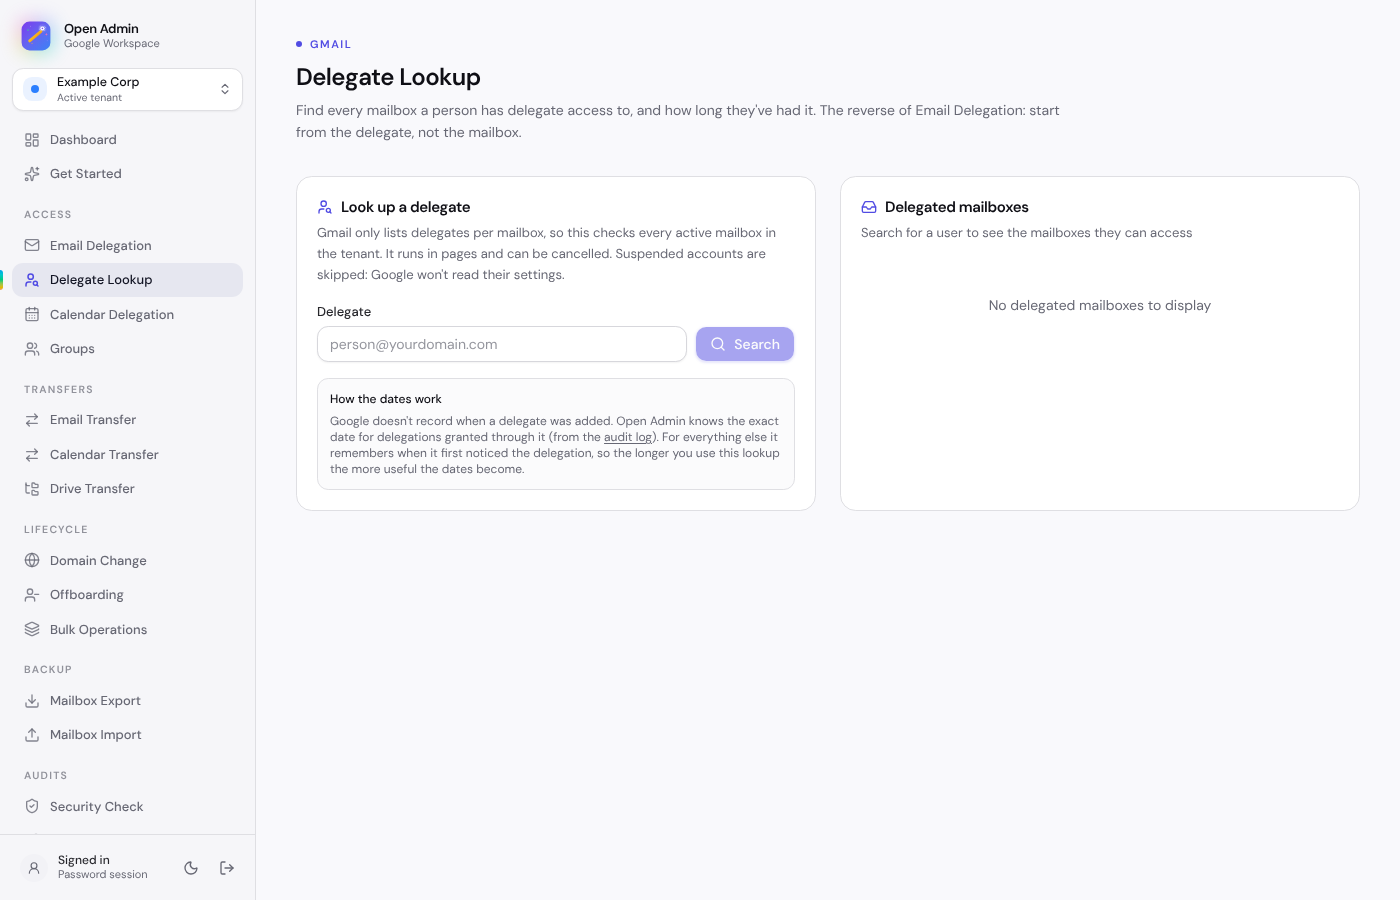 Open Admin
Google Workspace
Example Corp
Active tenant
Dashboard
Get Started
ACCESS
Email Delegation
Delegate Lookup
Calendar Delegation
Groups
TRANSFERS
Email Transfer
Calendar Transfer
Drive Transfer
LIFECYCLE
Domain Change
Offboarding
Bulk Operations
BACKUP
Mailbox Export
Mailbox Import
AUDITS
Security Check
Signed in
Password session
GMAIL
Delegate Lookup
Find every mailbox a person has delegate access to, and how long they've had it. The reverse of Email Delegation: start
from the delegate, not the mailbox.
Look up a delegate
Gmail only lists delegates per mailbox, so this checks every active mailbox in
the tenant. It runs in pages and can be cancelled. Suspended accounts are
skipped: Google won't read their settings.
Delegate
person@yourdomain.com
Search
How the dates work
Google doesn't record when a delegate was added. Open Admin knows the exact
date for delegations granted through it (from the audit log). For everything else it
remembers when it first noticed the delegation, so the longer you use this lookup
the more useful the dates become.
Delegated mailboxes
Search for a user to see the mailboxes they can access
No delegated mailboxes to display